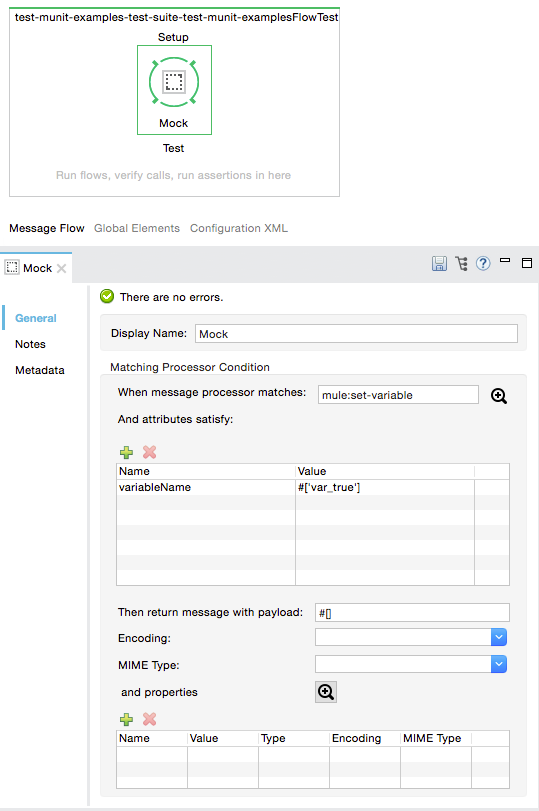 test-munit-examples-test-suite-test-munit-examplesFlowTest
Setup
Mock
Test
Run flows, verify calls, run assertions in here
Message Flow Global Elements Configuration XML
Mock
There are no errors.
General
Notes
Metadata
Display Name: Mock
Matching Processor Condition
When message processor matches: mule:set-variable
And attributes satisfy:
Name Value
variableName #['var_true']
Then return message with payload: #[]
Encoding:
MIME Type:
and properties
Name Value Type Encoding MIME Type